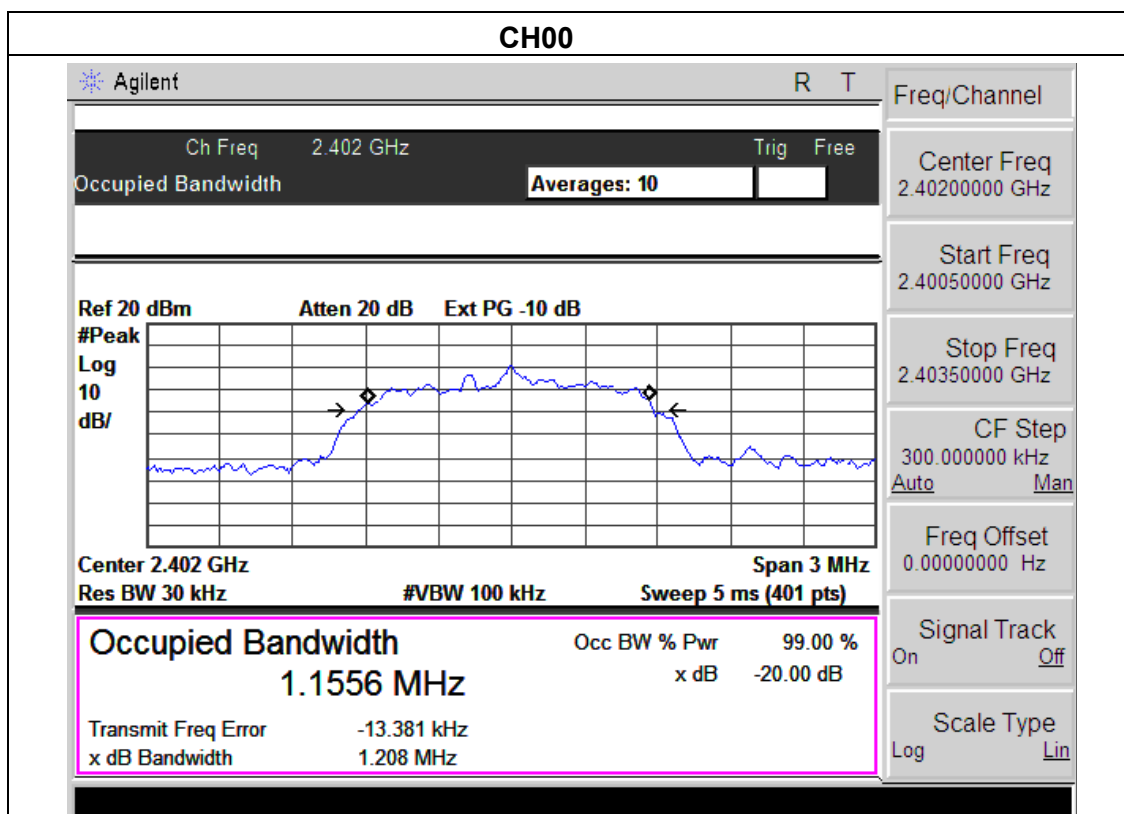 CH00
Agilent R T
Ch Freq 2.402 GHz Trig Free
Occupied Bandwidth Averages: 10
Ref 20 dBm Atten 20 dB Ext PG -10 dB
#Peak
Log
10
dB/
Center 2.402 GHz Span 3 MHz
Res BW 30 kHz #VBW 100 kHz Sweep 5 ms (401 pts)
Occupied Bandwidth Occ BW % Pwr 99.00 %
1.1556 MHz x dB -20.00 dB
Transmit Freq Error -13.381 kHz
x dB Bandwidth 1.208 MHz
Freq/Channel
Center Freq
2.40200000 GHz
Start Freq
2.40050000 GHz
Stop Freq
2.40350000 GHz
CF Step
300.000000 kHz
Auto Man
Freq Offset
0.00000000 Hz
Signal Track
On Off
Scale Type
Log Lin